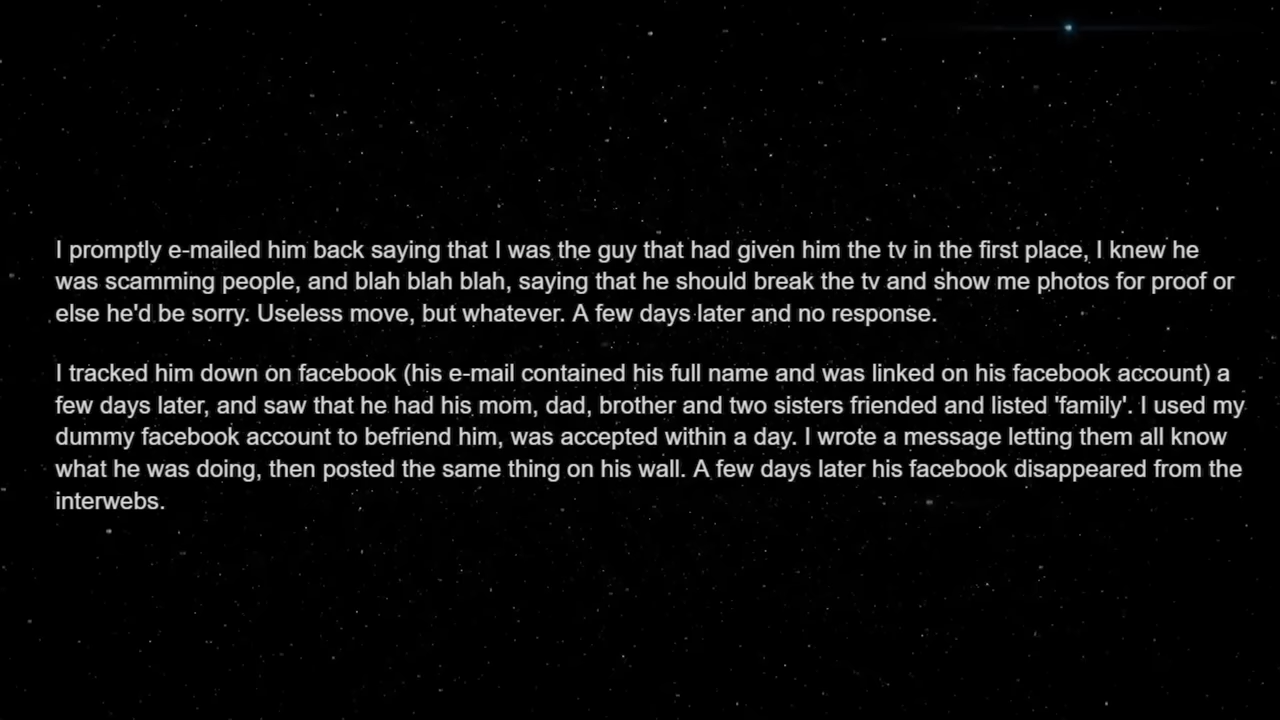 I promptly e-mailed him back saying that I was the guy that had given him the tv in the first place, I knew he
was scamming people, and blah blah blah, saying that he should break the tv and show me photos for proof or
else he'd be sorry. Useless move, but whatever. A few days later and no response.
I tracked him down on facebook (his e-mail contained his full name and was linked on his facebook account) a
few days later, and saw that he had his mom, dad, brother and two sisters friended and listed 'family'. I used my
dummy facebook account to befriend him, was accepted within a day. I wrote a message letting them all know
what he was doing, then posted the same thing on his wall. A few days later his facebook disappeared from the
interwebs.